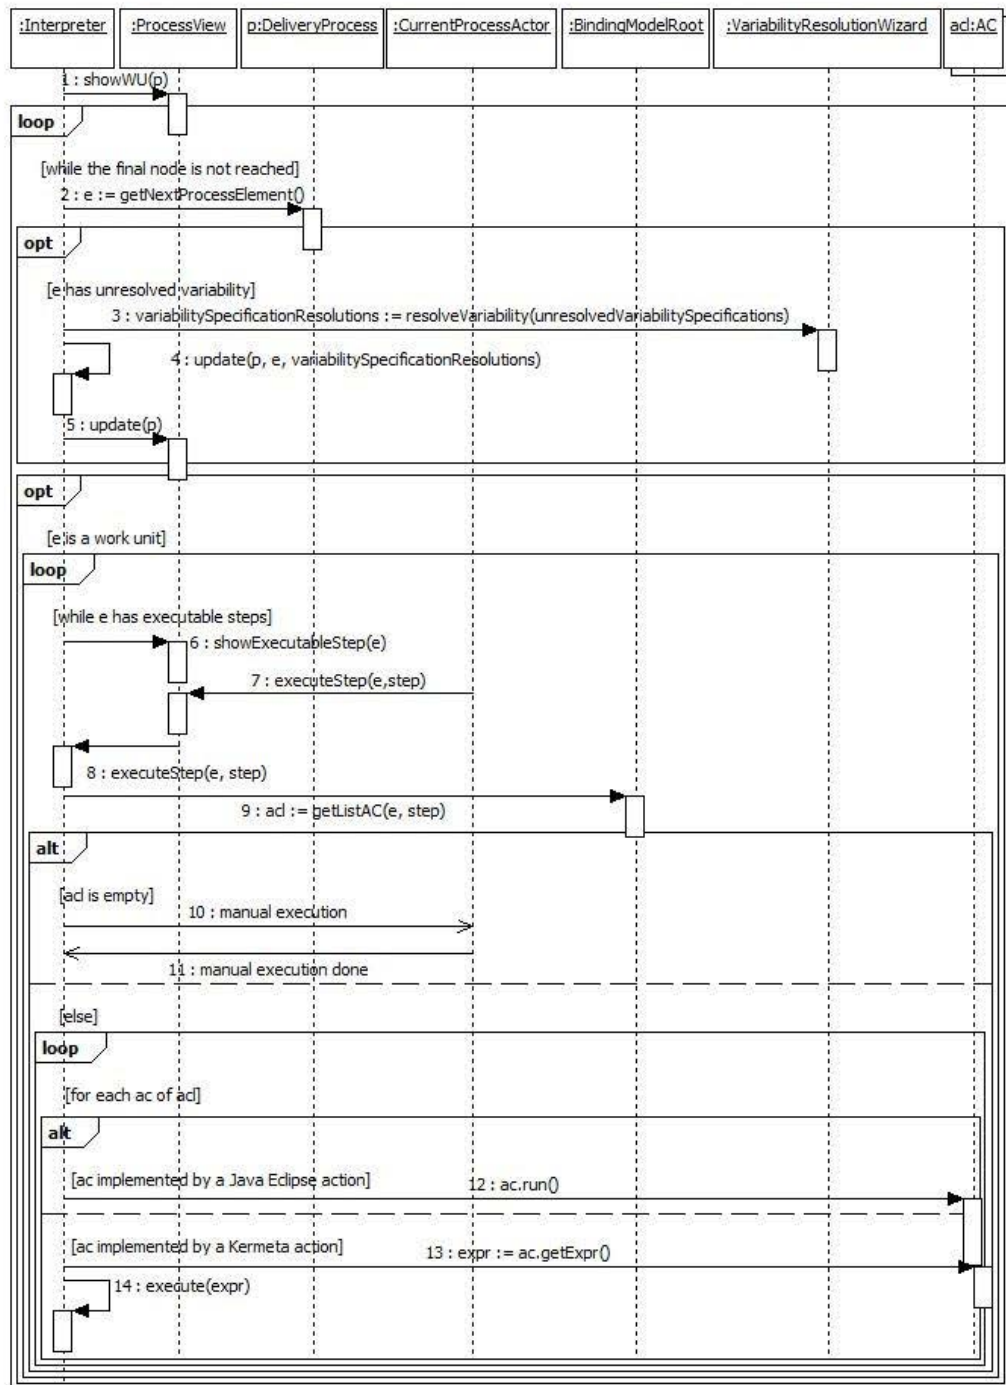 :Interpreter :ProcessView p:DeliveryProcess :CurrentProcessActor :BindingModelRoot :VariabilityResolutionWizard acl:AC
1 : showWU(p)
loop
[while the final node is not reached]
2 : e := getNextProcessElement()
opt
[e has unresolved variability]
3 : variabilitySpecificationResolutions := resolveVariability(unresolvedVariabilitySpecifications)
4 : update(p, e, variabilitySpecificationResolutions)
5 : update(p)
opt
[e is a work unit]
loop
[while e has executable steps]
6 : showExecutableStep(e)
7 : executeStep(e,step)
8 : executeStep(e, step)
9 : acl := getListAC(e, step)
alt
[acl is empty]
10 : manual execution
11 : manual execution done
[else]
loop
[for each ac of acl]
alt
[ac implemented by a Java Eclipse action] 12 : ac.run()
[ac implemented by a Kermeta action] 13 : expr := ac.getExpr()
14 : execute(expr)